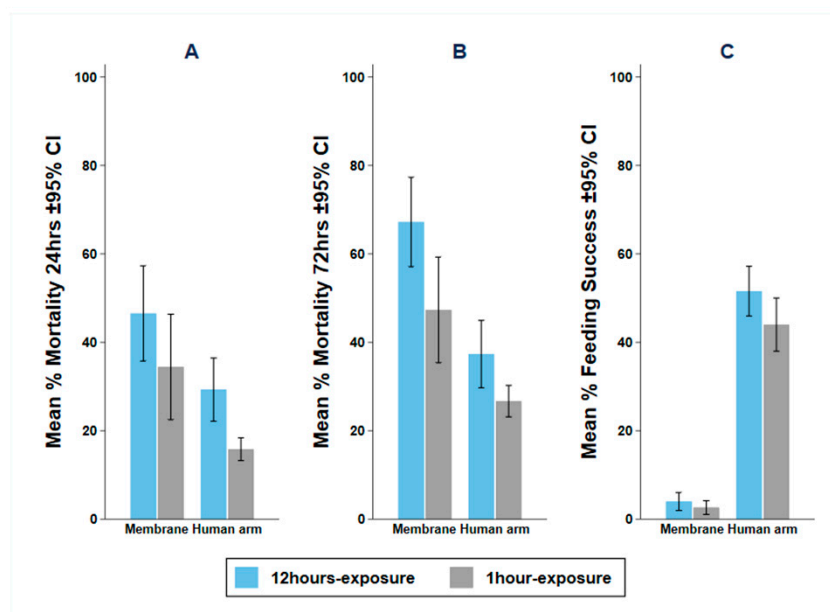 A
B
C
Mean % Mortality 24hrs ±95% CI
100
80
60
40
20
0
Membrane Human arm
Mean % Mortality 72hrs ±95% CI
100
80
60
40
20
0
Membrane Human arm
Mean % Feeding Success ±95% CI
100
80
60
40
20
0
Membrane Human arm
12hours-exposure
1hour-exposure